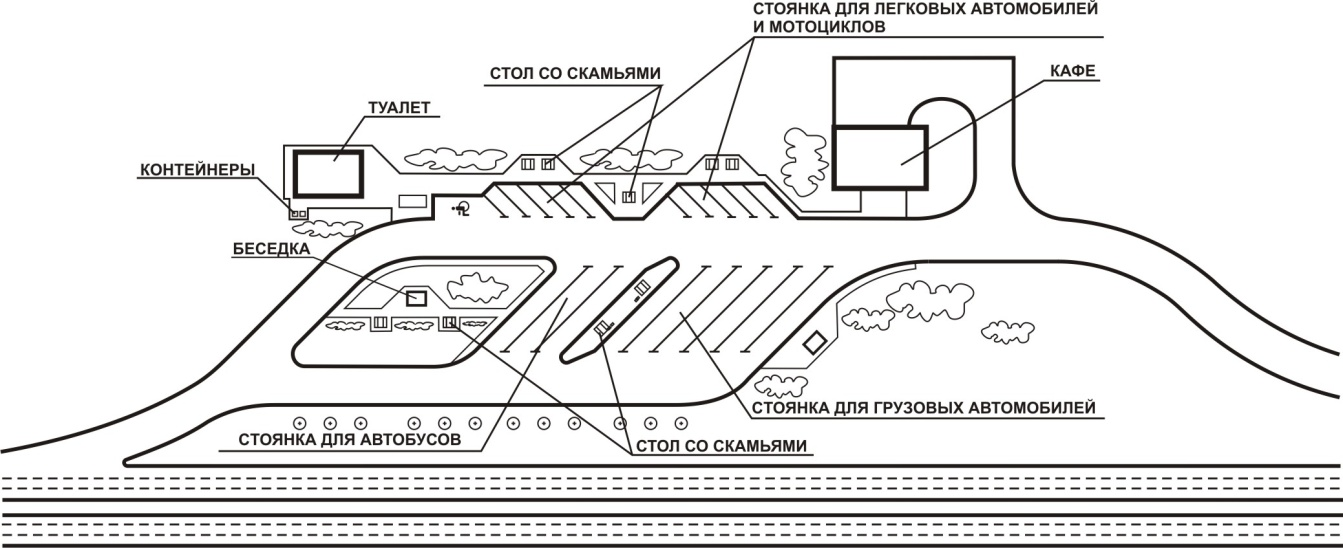 СТОЯНКА ДЛЯ ЛЕГКОВЫХ АВТОМОБИЛЕЙ
И МОТОЦИКЛОВ
СТОЛ СО СКАМЬЯМИ
КАФЕ
ТУАЛЕТ
КОНТЕЙНЕРЫ
БЕСЕДКА
СТОЯНКА ДЛЯ ГРУЗОВЫХ АВТОМОБИЛЕЙ
СТОЯНКА ДЛЯ АВТОБУСОВ
СТОЛ СО СКАМЬЯМИ